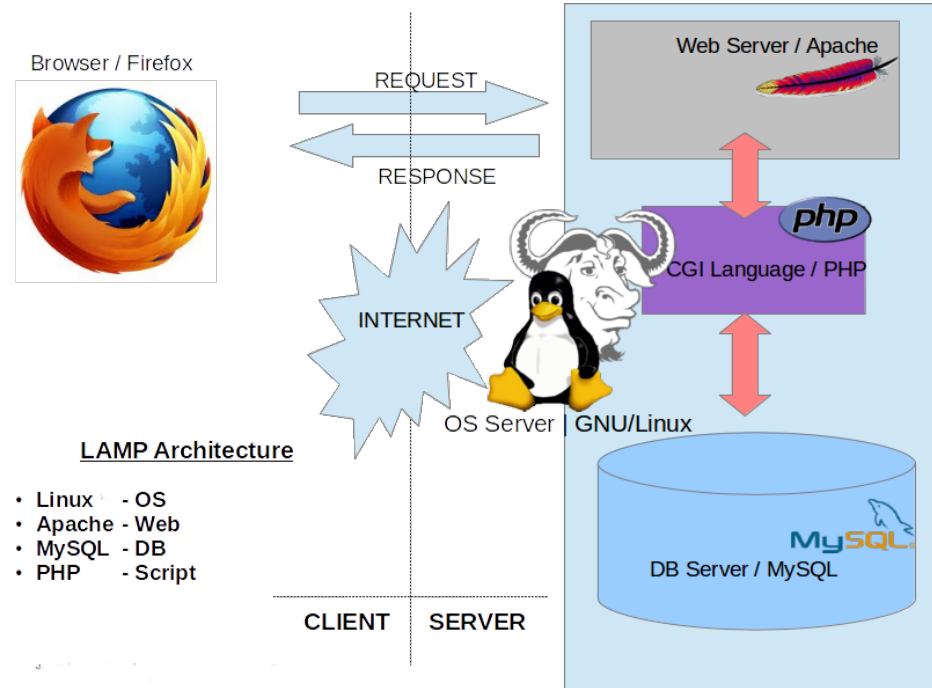 Browser / Firefox
REQUEST
RESPONSE
INTERNET
Web Server / Apache
php
CGI Language / PHP
OS Server | GNU/Linux
MySQL
DB Server / MySQL
LAMP Architecture
• Linux - OS
• Apache - Web
• MySQL - DB
• PHP - Script
CLIENT SERVER